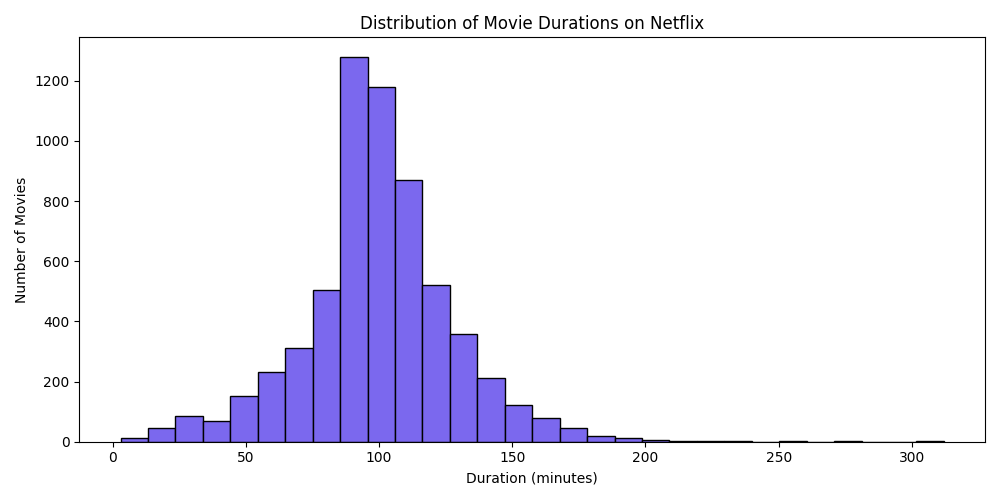 Distribution of Movie Durations on Netflix
Number of Movies
1200
1000
800
600
400
200
0
0 50 100 150 200 250 300
Duration (minutes)